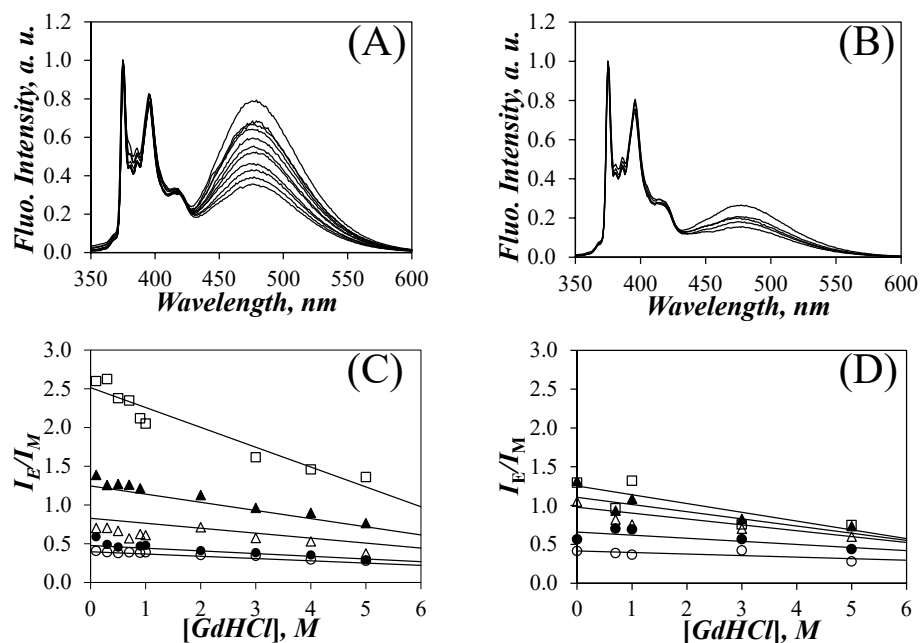 (A)
Fluo. Intensity, a. u.
1.2
1.0
0.8
0.6
0.4
0.2
0.0
350 400 450 500 550 600
Wavelength, nm
(B)
Fluo. Intensity, a. u.
1.2
1.0
0.8
0.6
0.4
0.2
0.0
350 400 450 500 550 600
Wavelength, nm
(C)
I_E/I_M
3.0
2.5
2.0
1.5
1.0
0.5
0.0
0 1 2 3 4 5 6
[GdHCl], M
(D)
I_E/I_M
3.0
2.5
2.0
1.5
1.0
0.5
0.0
0 1 2 3 4 5 6
[GdHCl], M